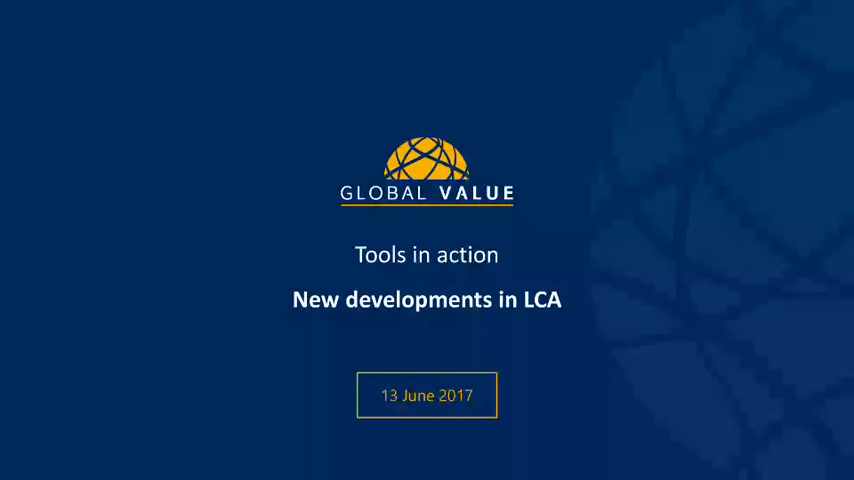 GLOBAL VALUE
Tools in action
New developments in LCA
13 June 2017